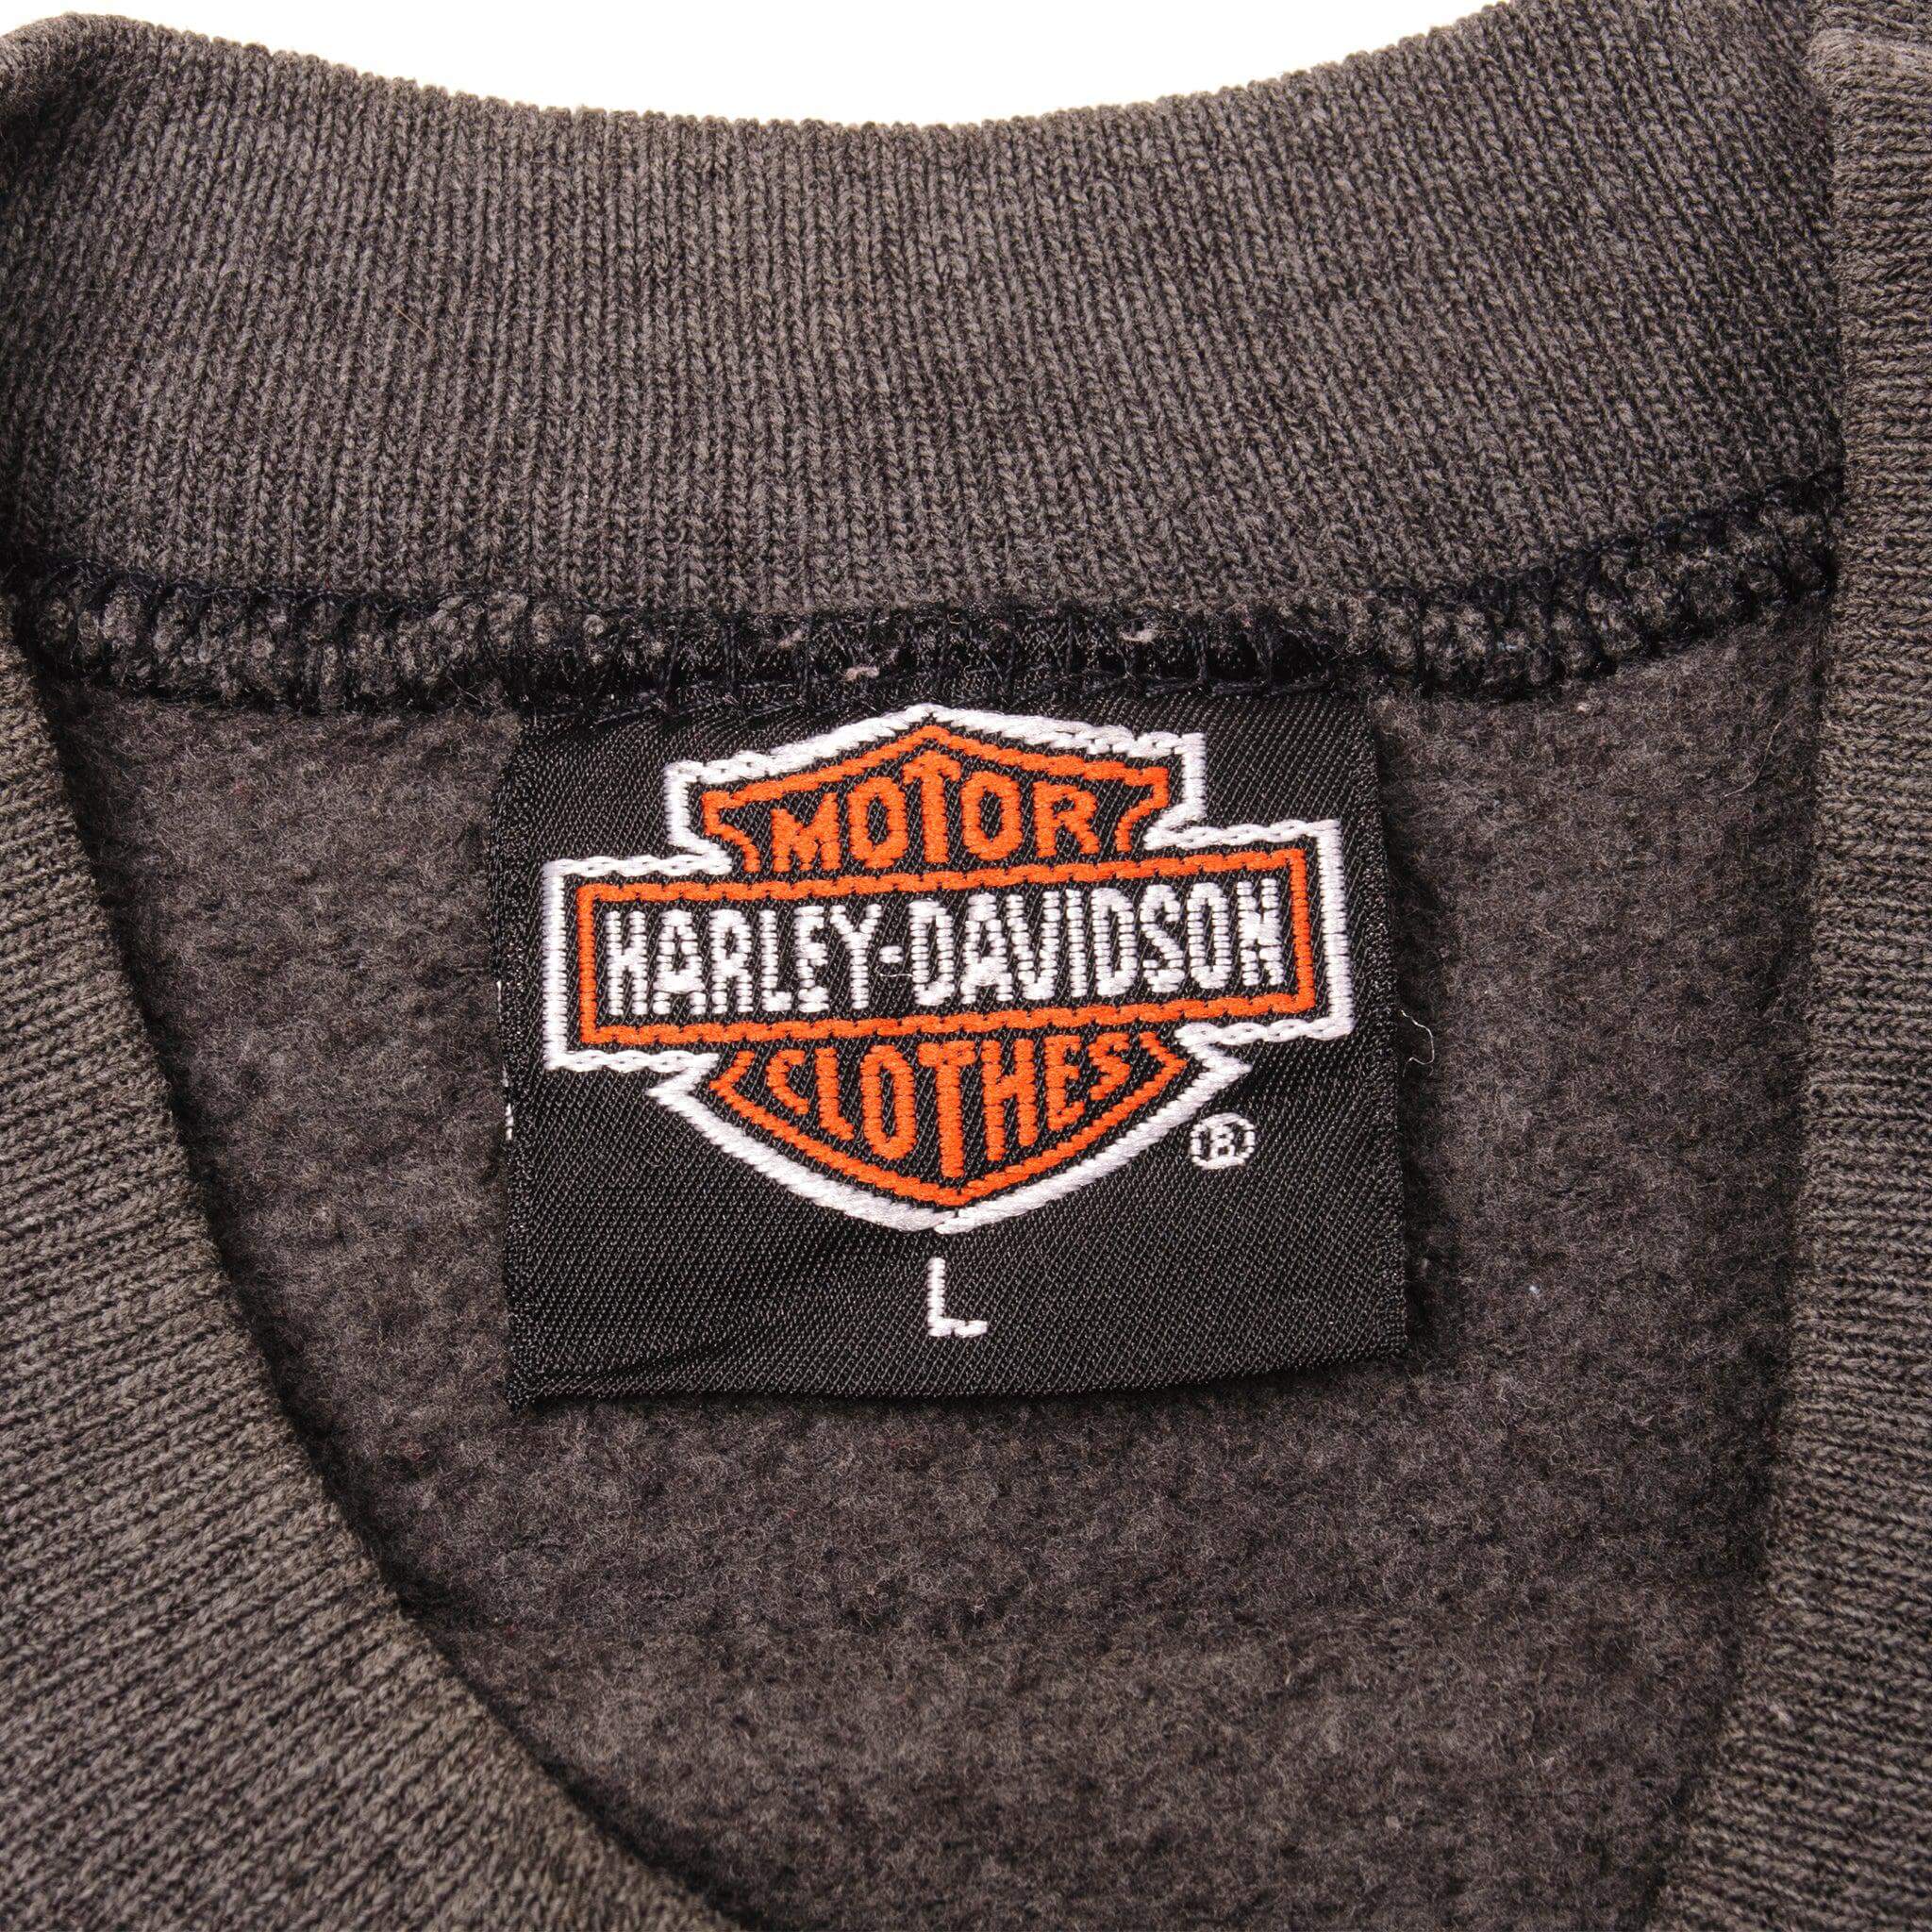 MOTOR
HARLEY-DAVIDSON
CLOTHES
®
L